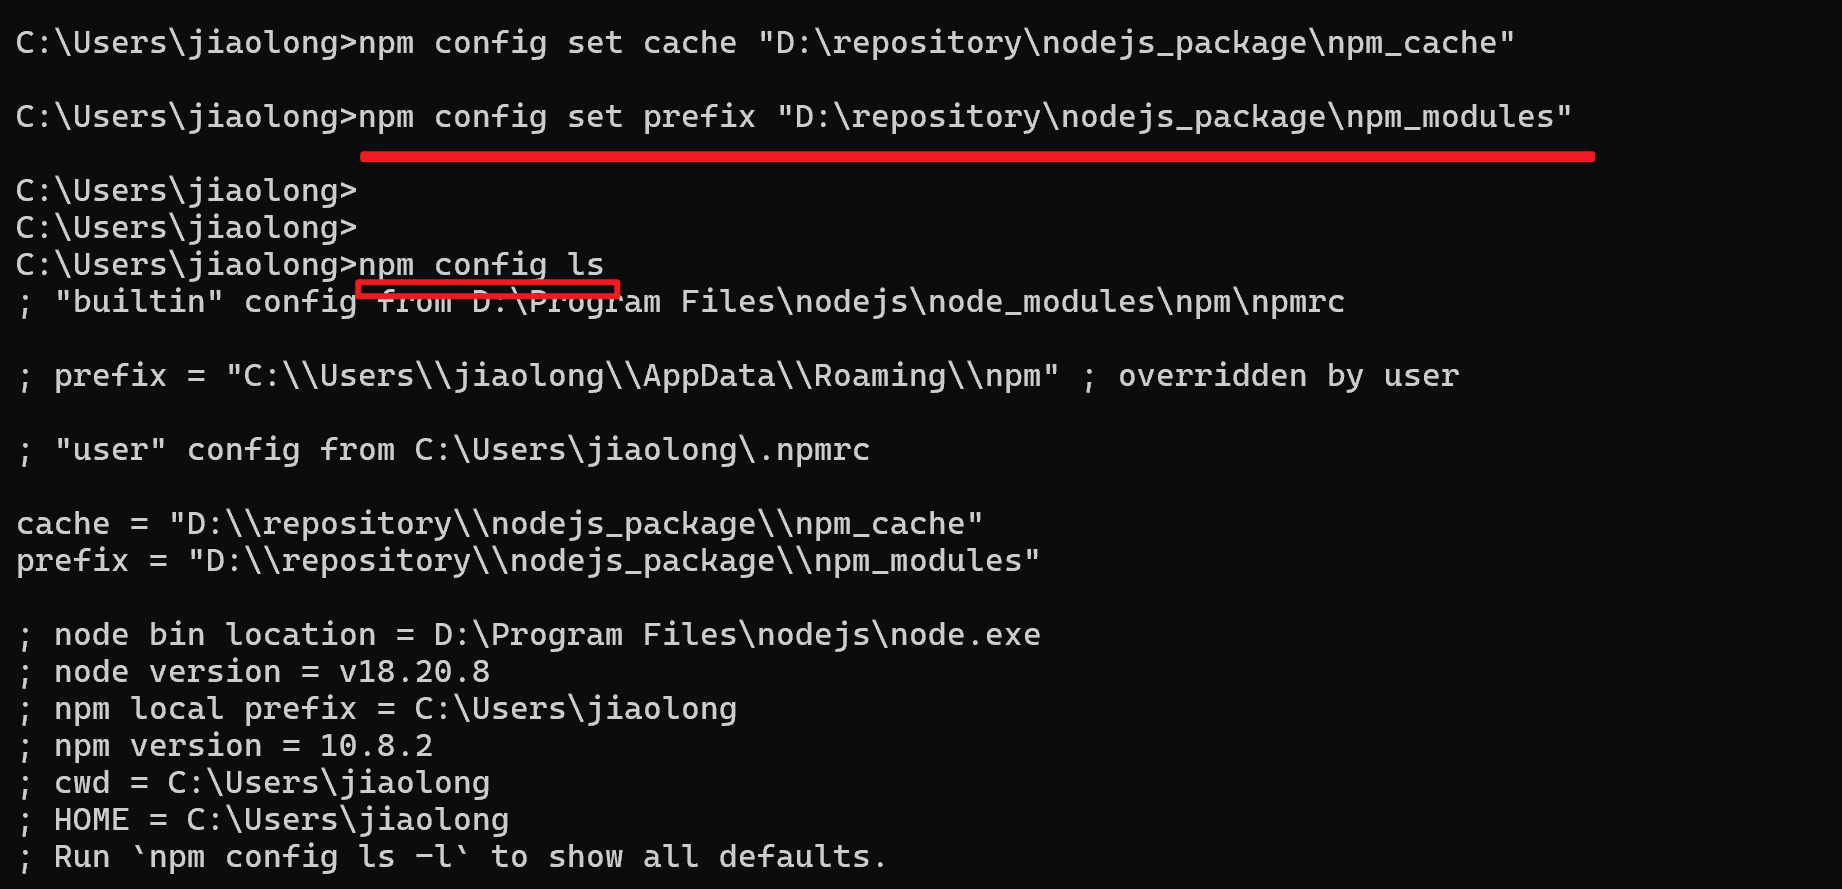 C:\Users\jiaolong>npm config set cache "D:\repository\nodejs_package\npm_cache"
C:\Users\jiaolong>npm config set prefix "D:\repository\nodejs_package\npm_modules"
C:\Users\jiaolong>
C:\Users\jiaolong>
C:\Users\jiaolong>npm config ls
; "builtin" config from D:\Program Files\nodejs\node_modules\npm\npmrc
; prefix = "C:\\Users\\jiaolong\\AppData\\Roaming\\npm" ; overridden by user
; "user" config from C:\Users\jiaolong\.npmrc
cache = "D:\\repository\\nodejs_package\\npm_cache"
prefix = "D:\\repository\\nodejs_package\\npm_modules"
; node bin location = D:\Program Files\nodejs\node.exe
; node version = v18.20.8
; npm local prefix = C:\Users\jiaolong
; npm version = 10.8.2
; cwd = C:\Users\jiaolong
; HOME = C:\Users\jiaolong
; Run `npm config ls -l` to show all defaults.